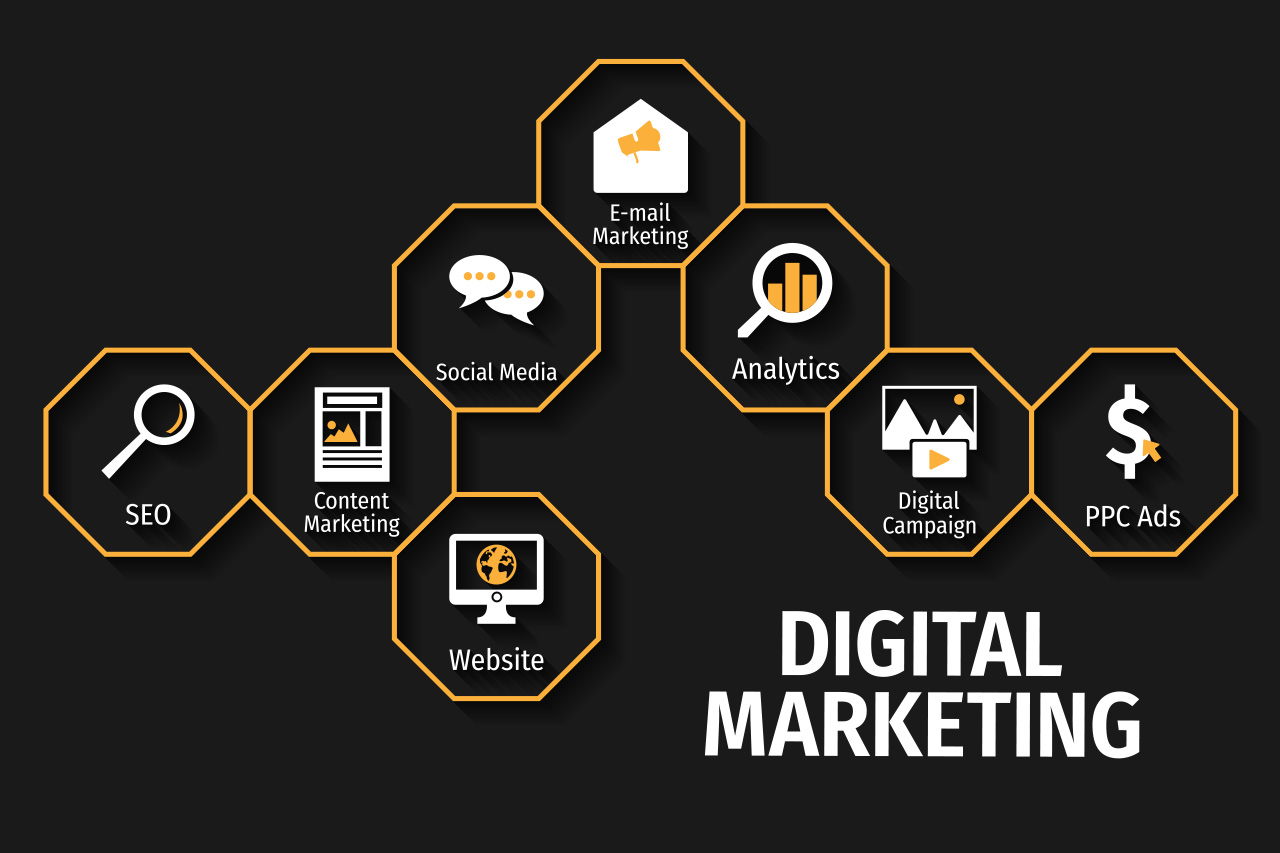 E-mail
Marketing
Social Media
Analytics
SEO
Content
Marketing
Digital
Campaign
PPC Ads
Website
DIGITAL
MARKETING